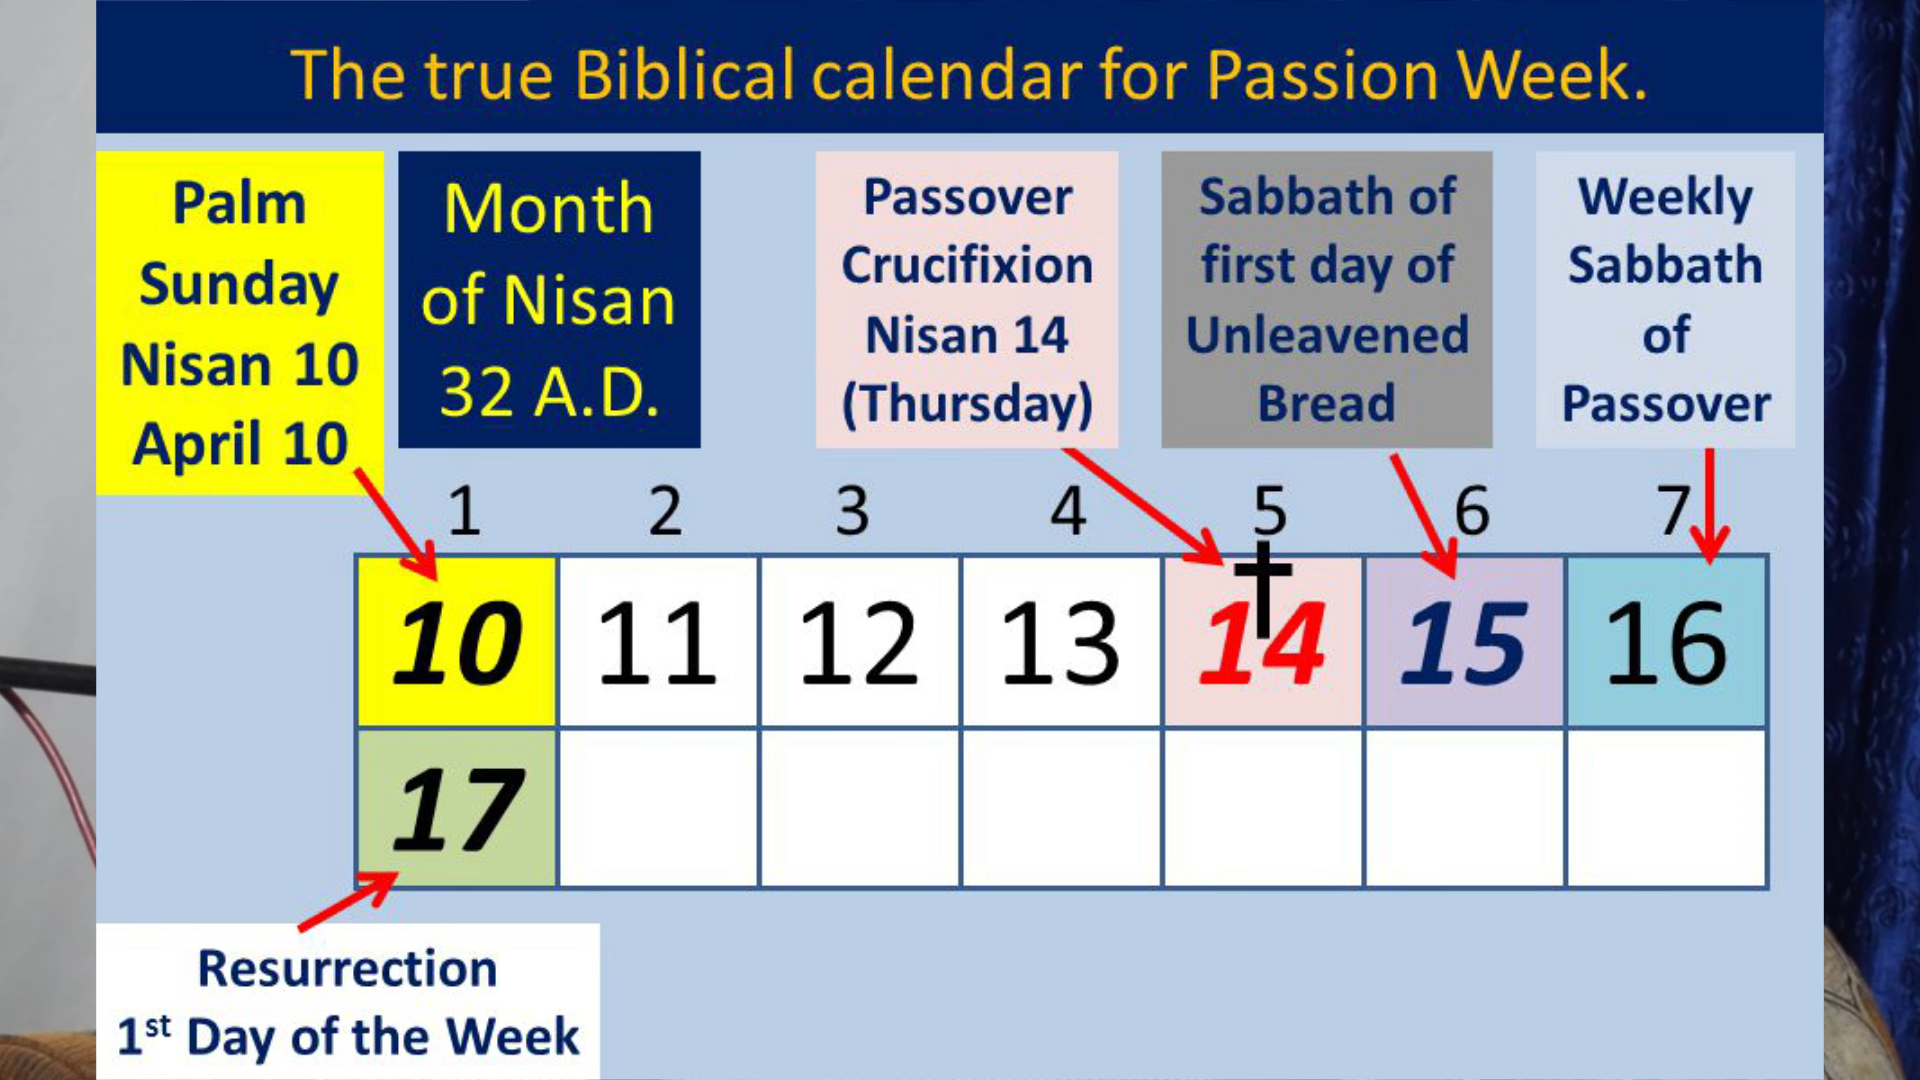 The true Biblical calendar for Passion Week.
Palm
Sunday
Nisan 10
April 10
Month
of Nisan
32 A.D.
Passover
Crucifixion
Nisan 14
(Thursday)
Sabbath of
first day of
Unleavened
Bread
Weekly
Sabbath
of
Passover
1 2 3 4 5 6 7
10 11 12 13 14 15 16
17
Resurrection
1st Day of the Week